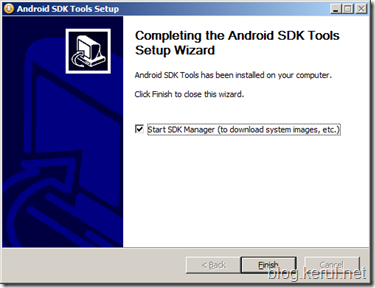 Android SDK Tools Setup
Completing the Android SDK Tools
Setup Wizard
Android SDK Tools has been installed on your computer.
Click Finish to close this wizard.
Start SDK Manager (to download system images, etc.)
< Back
Finish
Cancel
blog.kerul.net